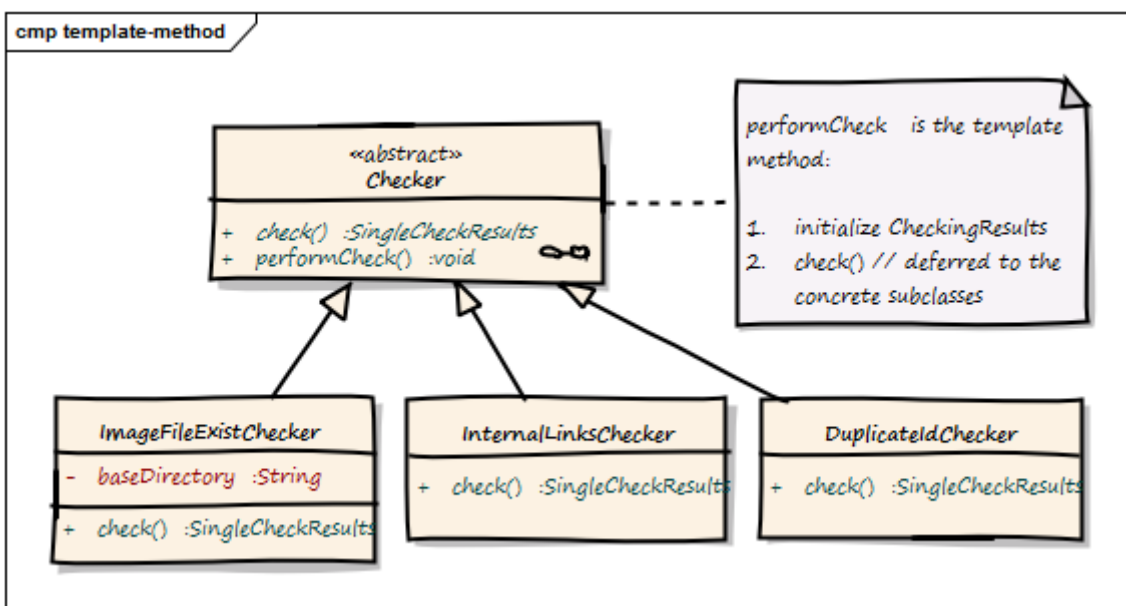 cmp template-method
«abstract»
Checker
+ check() :SingleCheckResults
+ performCheck() :void
performCheck is the template
method:
1. initialize CheckingResults
2. check() // deferred to the
concrete subclasses
ImageFileExistChecker
- baseDirectory :String
+ check() :SingleCheckResults
InternalLinksChecker
+ check() :SingleCheckResults
DuplicateIdChecker
+ check() :SingleCheckResults